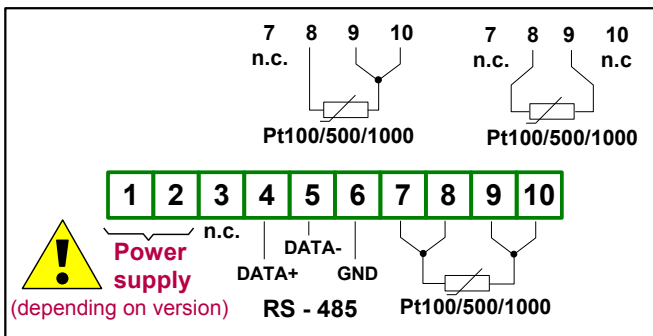 7 8 9 10
n.c.
Pt100/500/1000
7 8 9 10
n.c. n.c
Pt100/500/1000
1 2 3 4 5 6 7 8 9 10
n.c.
! Power supply
(depending on version)
DATA+ DATA- GND
RS - 485
Pt100/500/1000